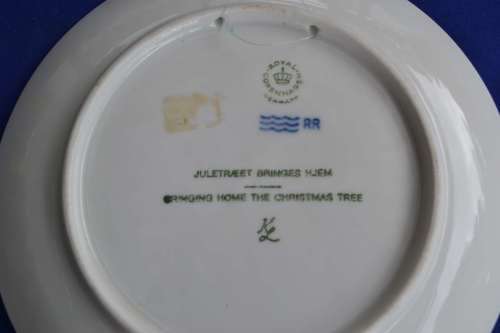 ROYAL
COPENHAGEN
DENMARK
RR
JULETRÆET BRINGES HJEM
BRINGING HOME THE CHRISTMAS TREE